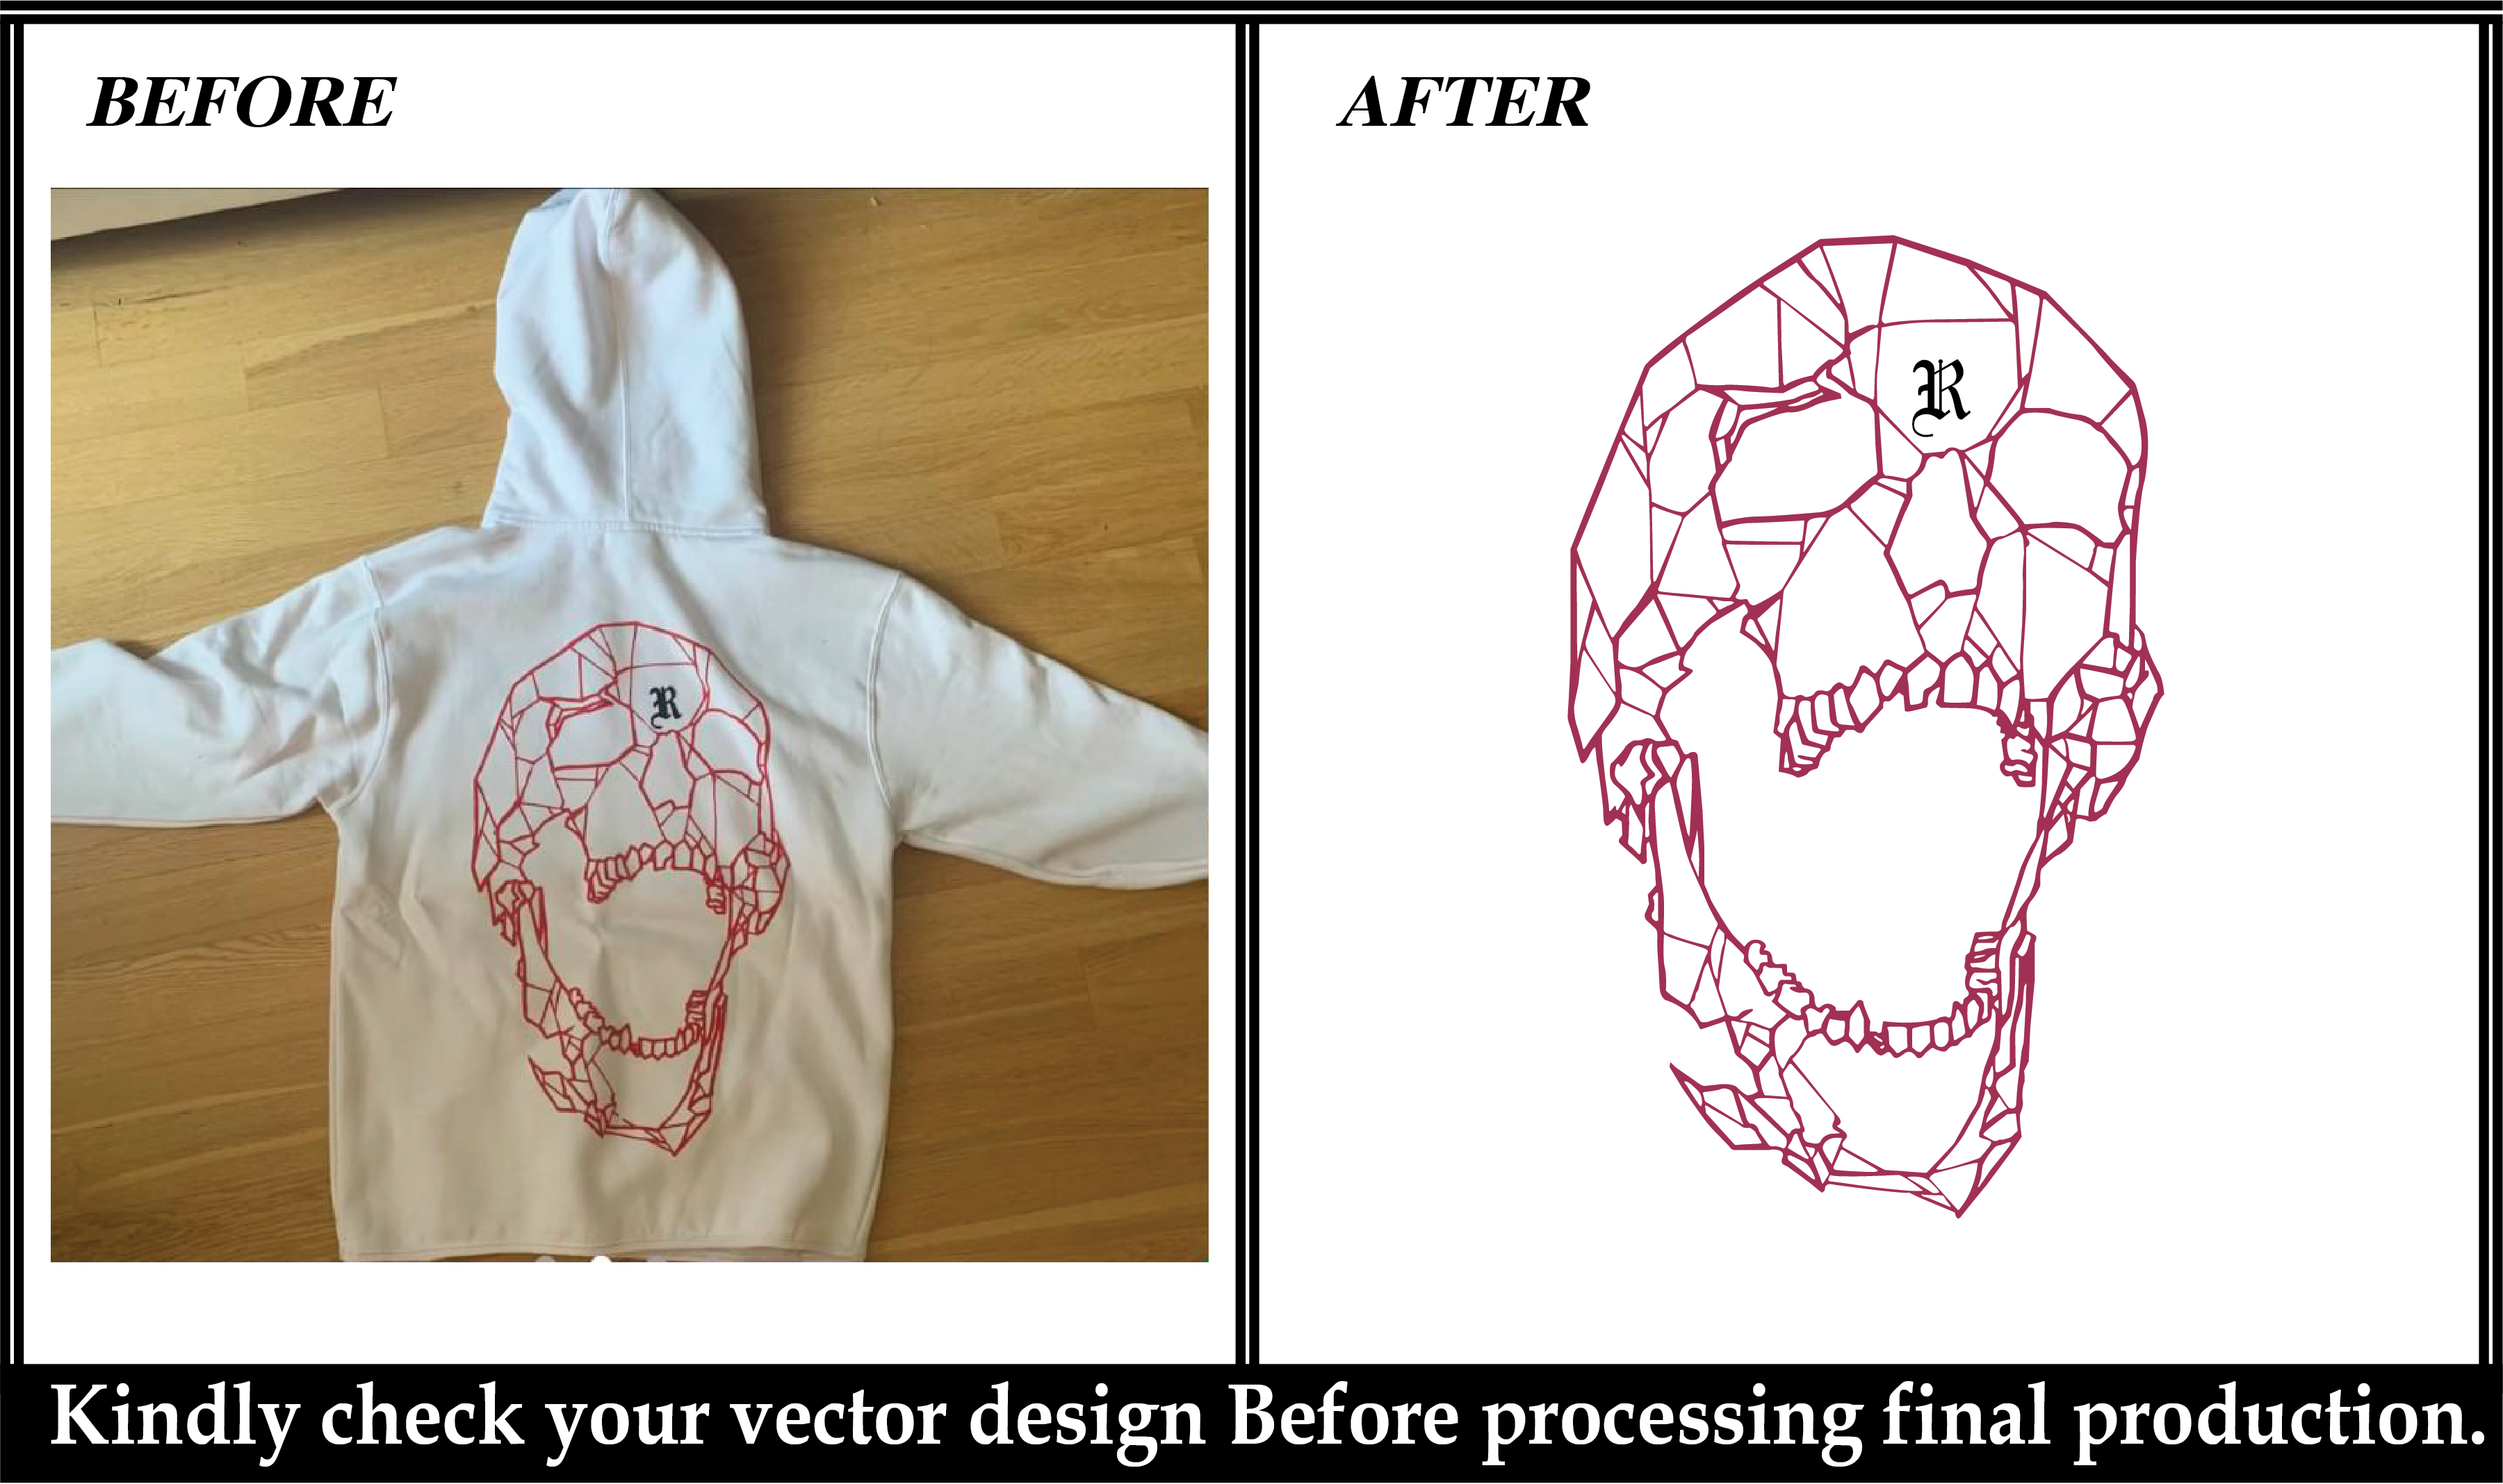 BEFORE
AFTER
R
R
Kindly check your vector design Before processing final production.